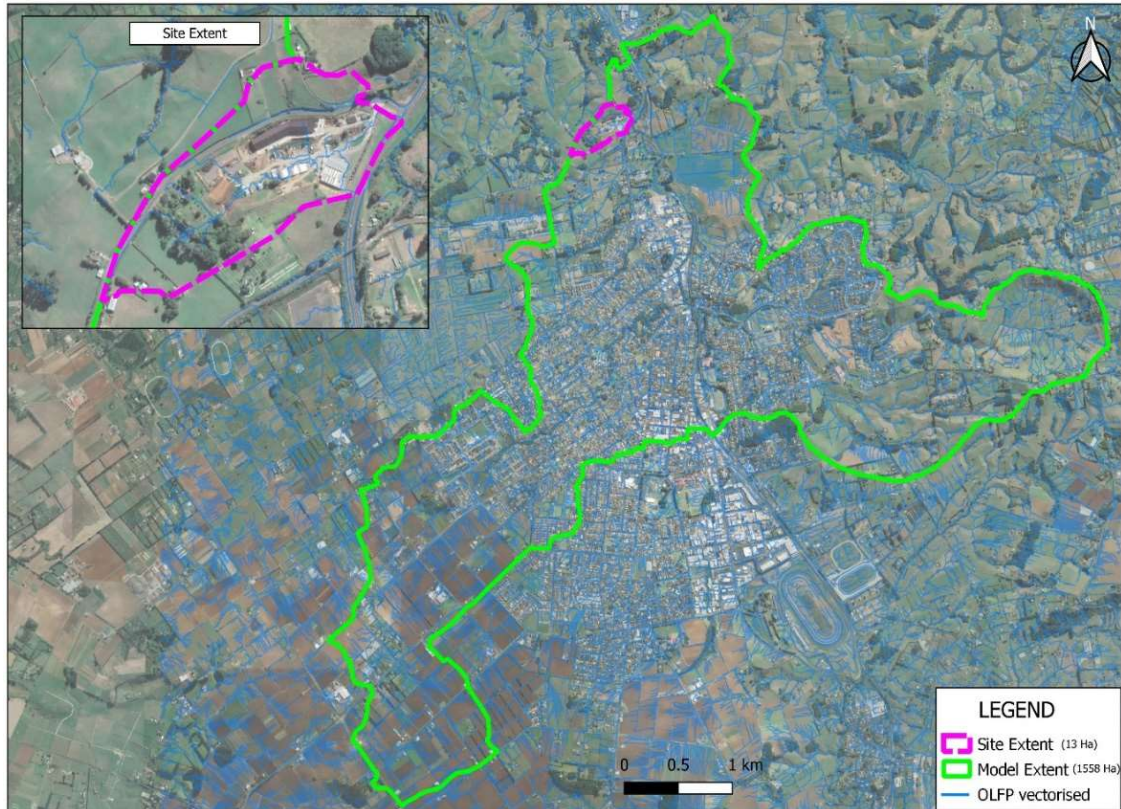 Site Extent
N
LEGEND
Site Extent (13 Ha)
Model Extent (1558 Ha)
OLFP vectorised
0 0.5 1 km